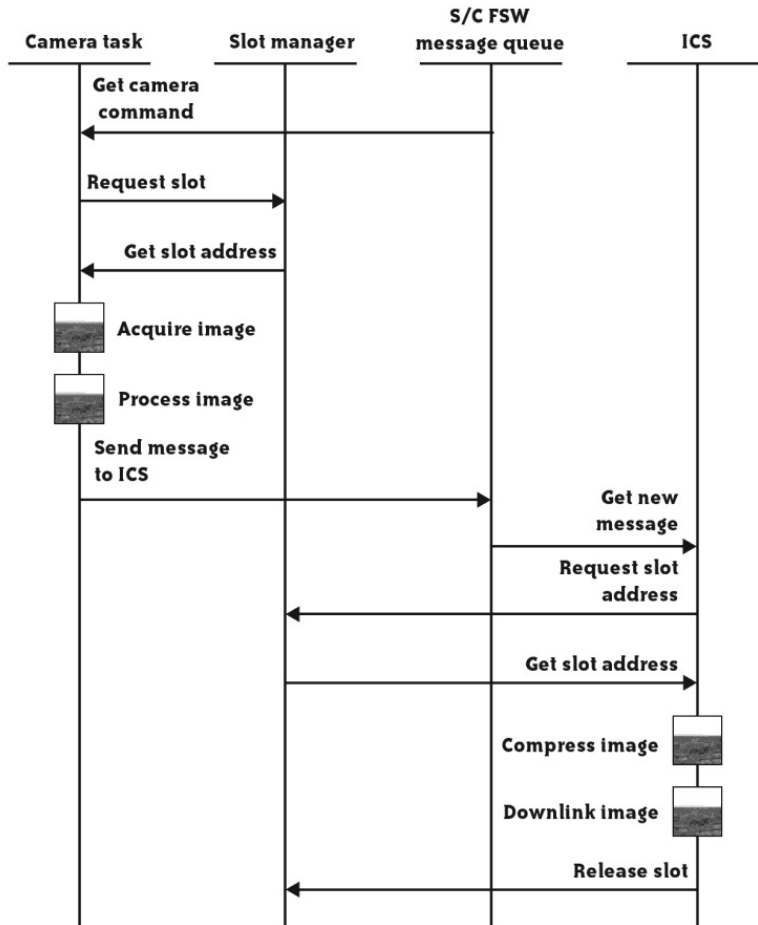 Camera task
Slot manager
S/C FSW
message queue
ICS
Get camera
command
Request slot
Get slot address
Acquire image
Process image
Send message
to ICS
Get new
message
Request slot
address
Get slot address
Compress image
Downlink image
Release slot